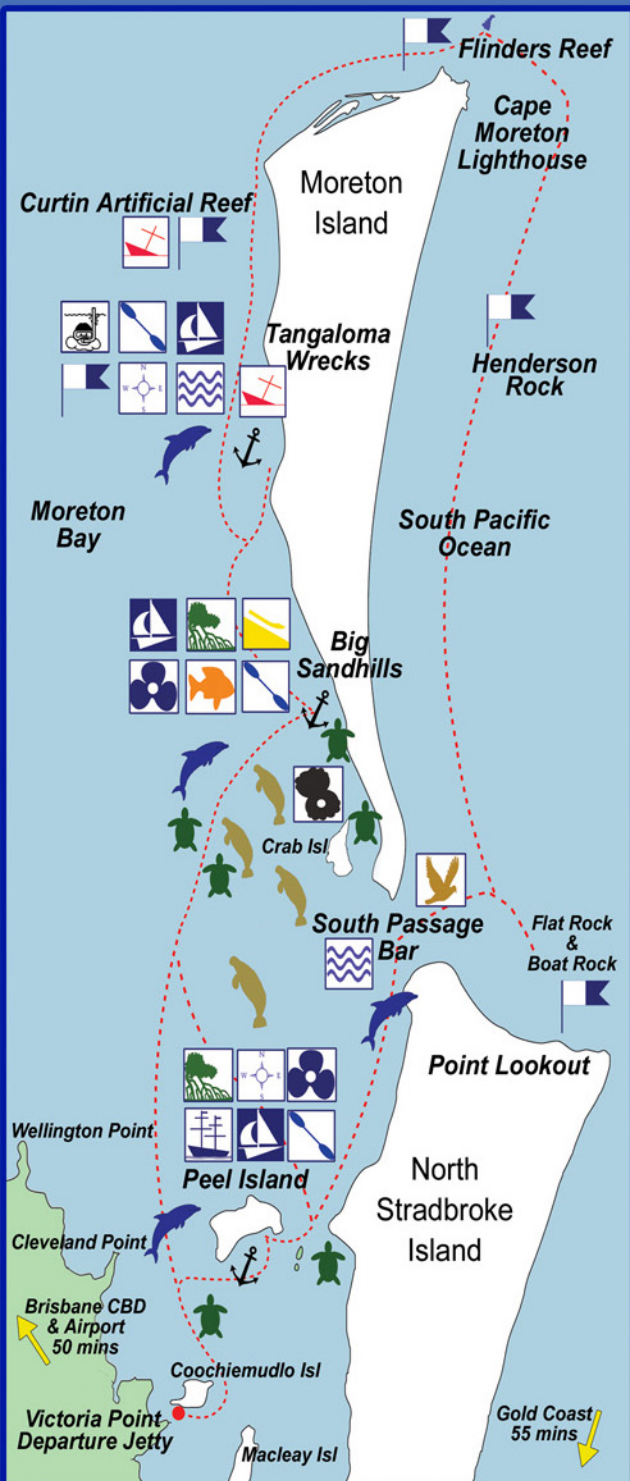 Flinders Reef
Cape
Moreton
Lighthouse
Moreton
Island
Curtin Artificial Reef
Tangaloma
Wrecks
Henderson
Rock
N
W E
S
Moreton
Bay
South Pacific
Ocean
Big
Sandhills
Crab Isl
South Passage
Bar
Flat Rock
&
Boat Rock
Point Lookout
N
W E
S
Wellington Point
Peel Island
North
Stradbroke
Island
Cleveland Point
Brisbane CBD
& Airport
50 mins
Coochiemudlo Isl
Victoria Point
Departure Jetty
Macleay Isl
Gold Coast
55 mins